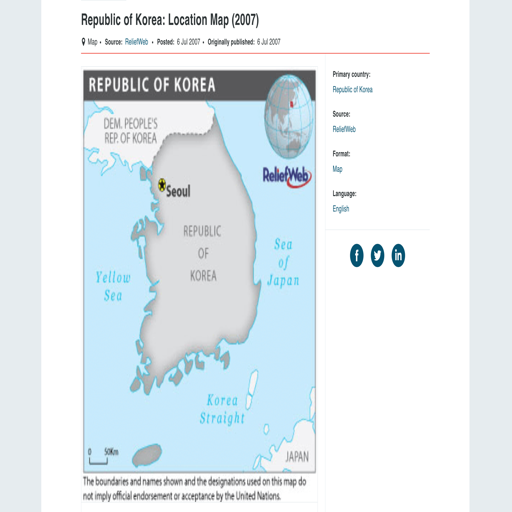 Republic of Korea: Location Map (2007)
Map • Source: ReliefWeb • Posted: 6 Jul 2007 • Originally published: 6 Jul 2007
REPUBLIC OF KOREA
DEM. PEOPLE'S
REP. OF KOREA
ReliefWeb
Seoul
REPUBLIC
OF
KOREA
Sea
of
Japan
Yellow
Sea
Korea
Straight
0 50Km
JAPAN
The boundaries and names shown and the designations used on this map do
not imply official endorsement or acceptance by the United Nations.
Primary country:
Republic of Korea
Source:
ReliefWeb
Format:
Map
Language:
English